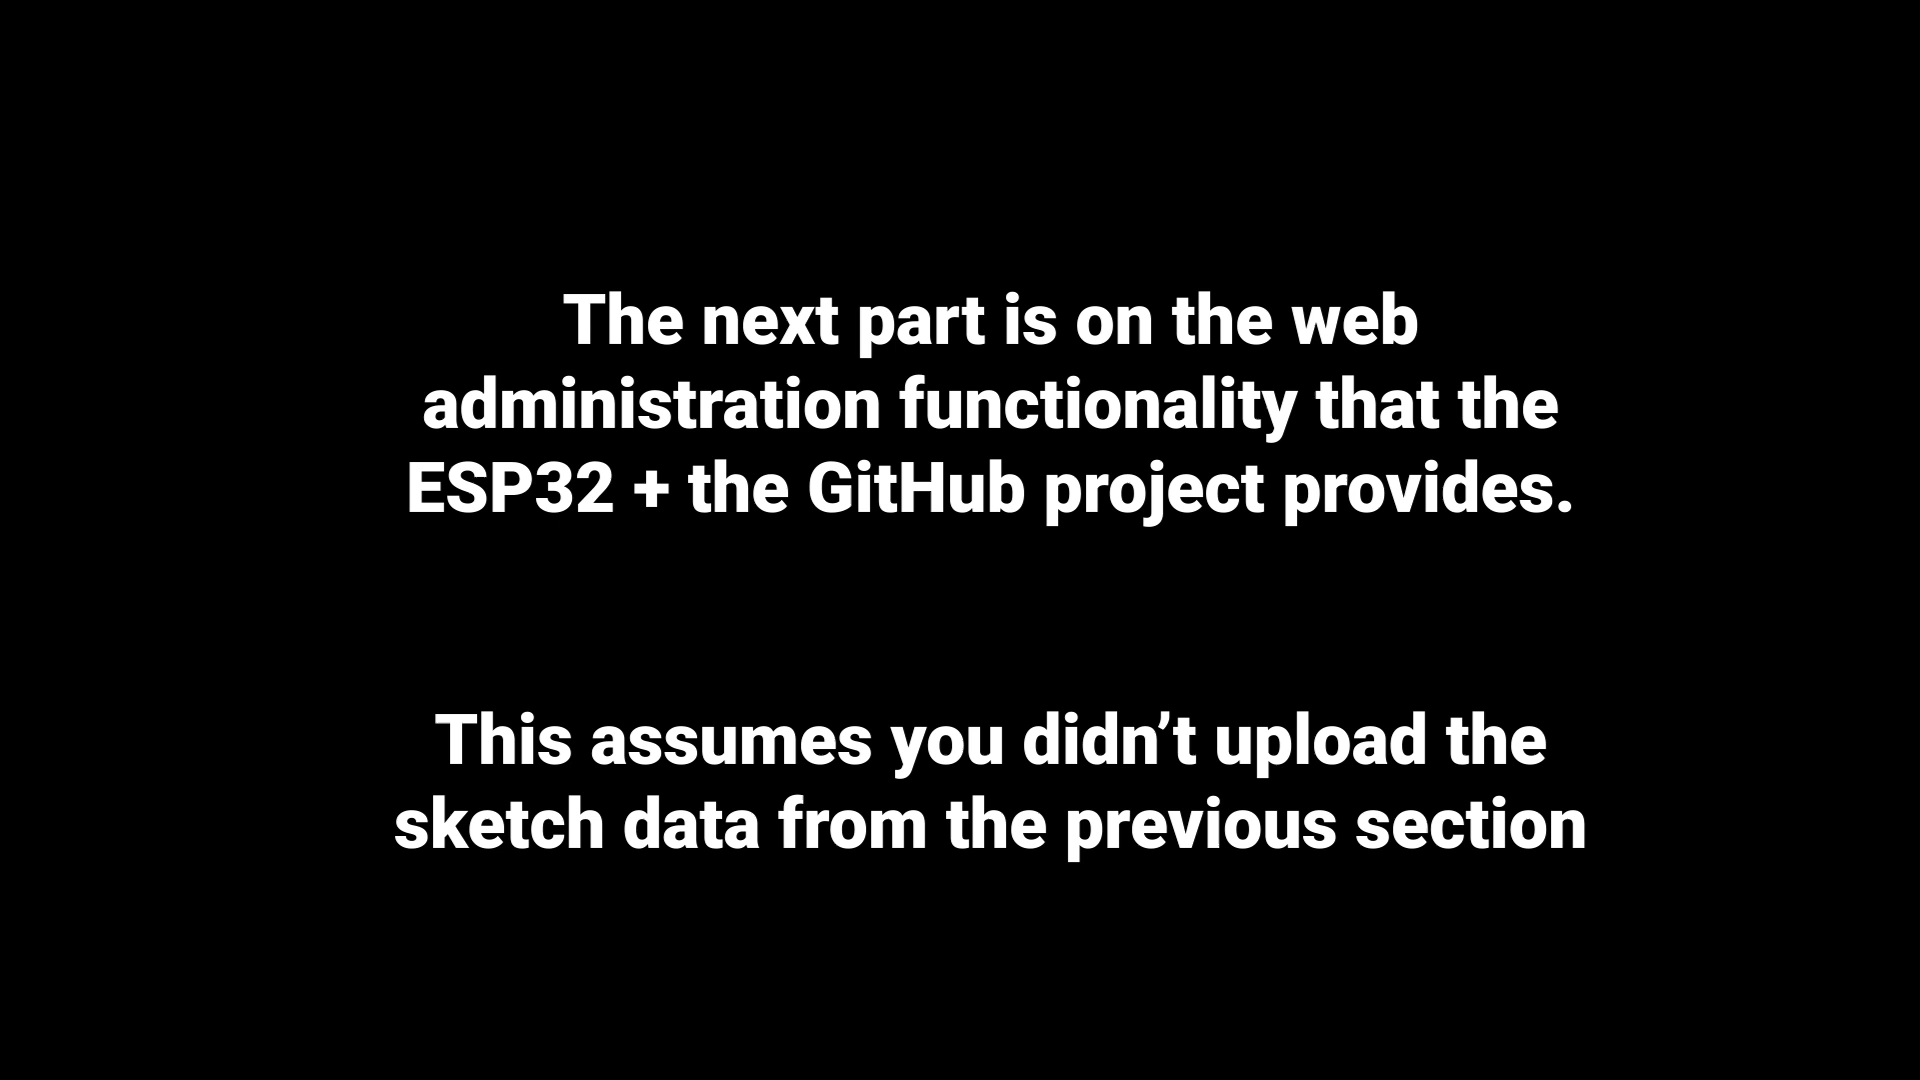 The next part is on the web
administration functionality that the
ESP32 + the GitHub project provides.
This assumes you didn’t upload the
sketch data from the previous section